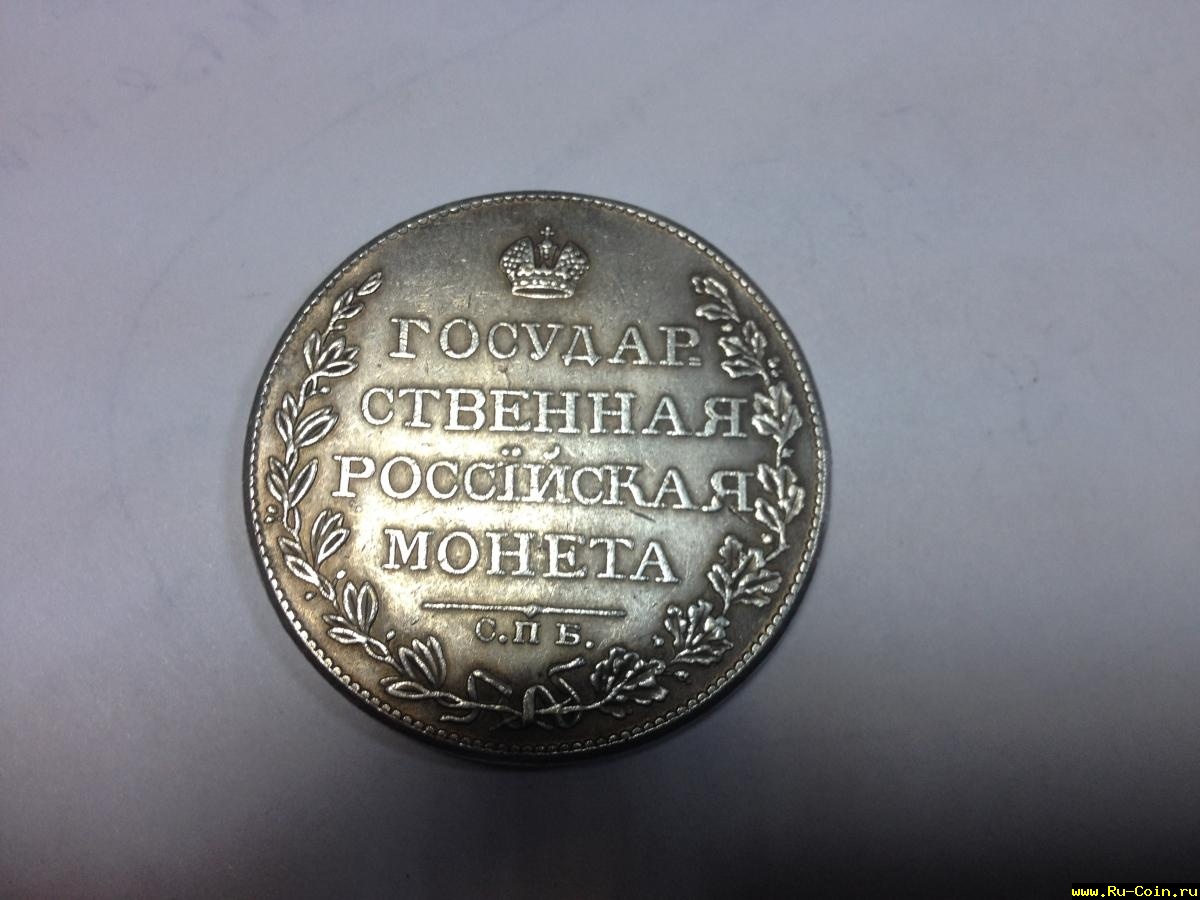 ГОСУДАР
СТВЕННАЯ
РОССІЙСКАЯ
МОНЕТА
С.П Б.
www.Ru-Coin.ru